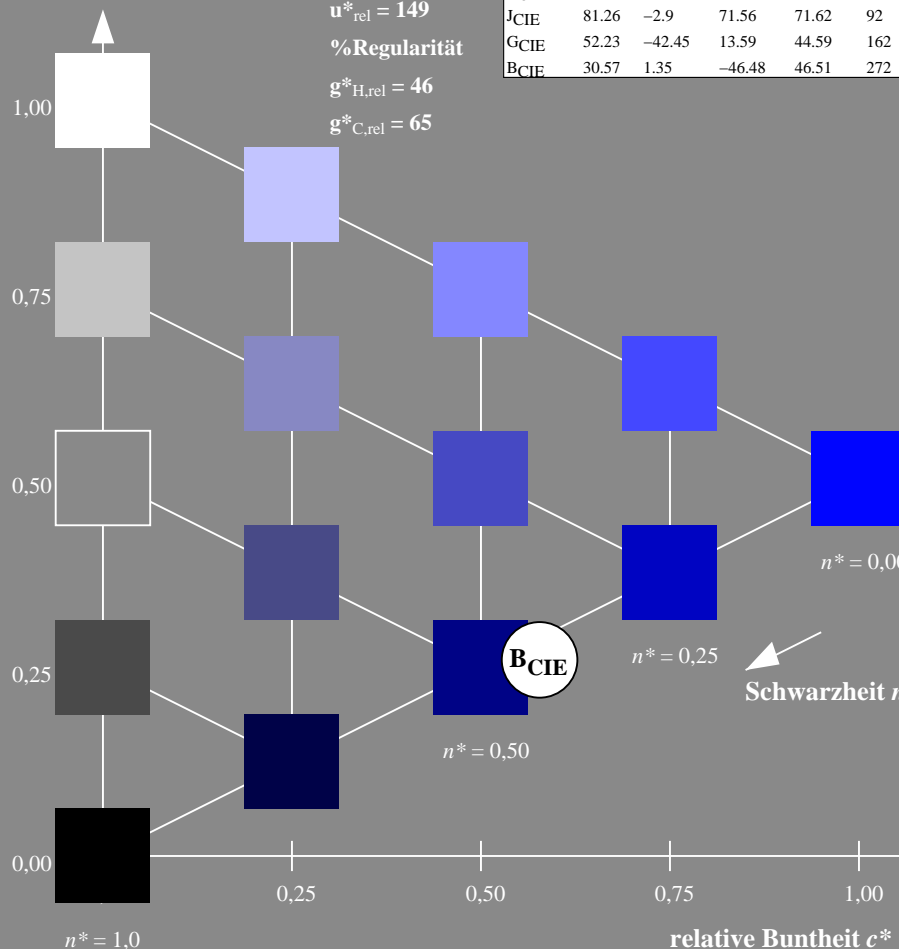 u*rel = 149
%Regularität
g*H,rel = 46
g*C,rel = 65
JCIE 81.26 −2.9 71.56 71.62 92
GCIE 52.23 −42.45 13.59 44.59 162
BCIE 30.57 1.35 −46.48 46.51 272
1,00
0,75
0,50
0,25
0,00
n* = 0,00
n* = 0,25
BCIE
Schwarzheit n
n* = 0,50
0,25 0,50 0,75 1,00
n* = 1,0
relative Buntheit c*